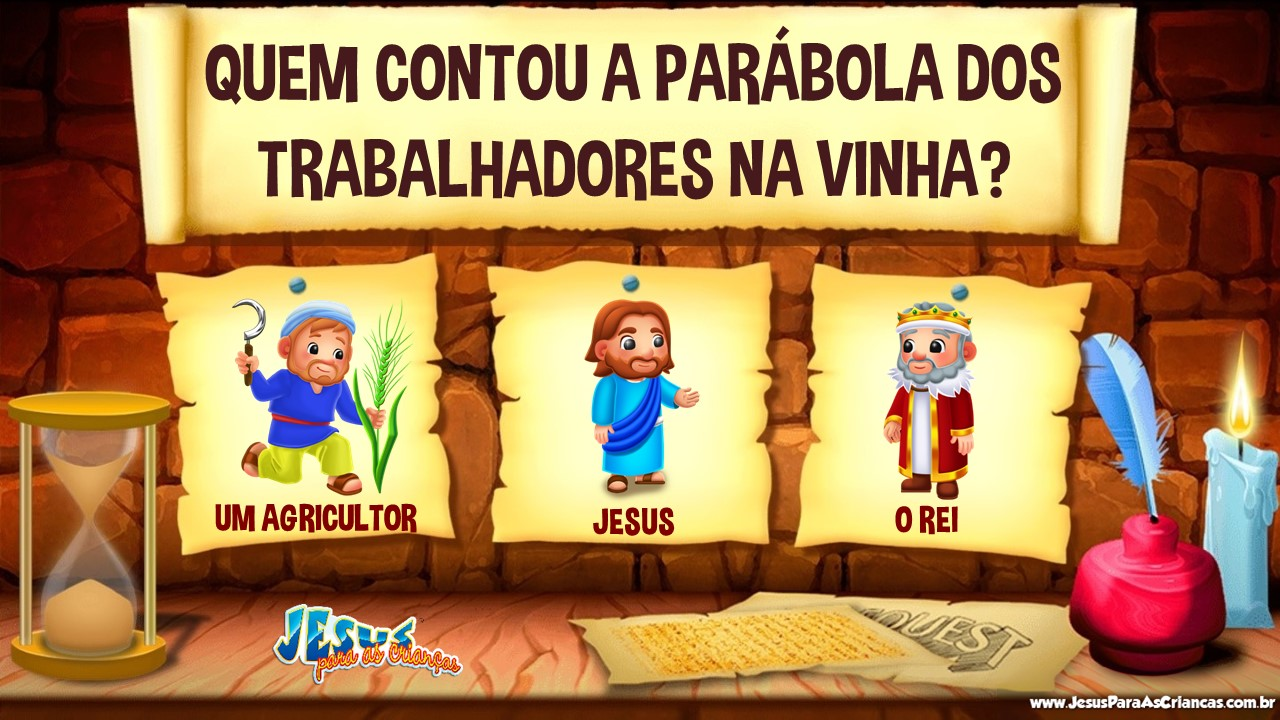 QUEM CONTOU A PARÁBOLA DOS
TRABALHADORES NA VINHA?
UM AGRICULTOR
JESUS
O REI
JESUS
para as crianças
QUEST
www.JesusParaAsCriancas.com.br